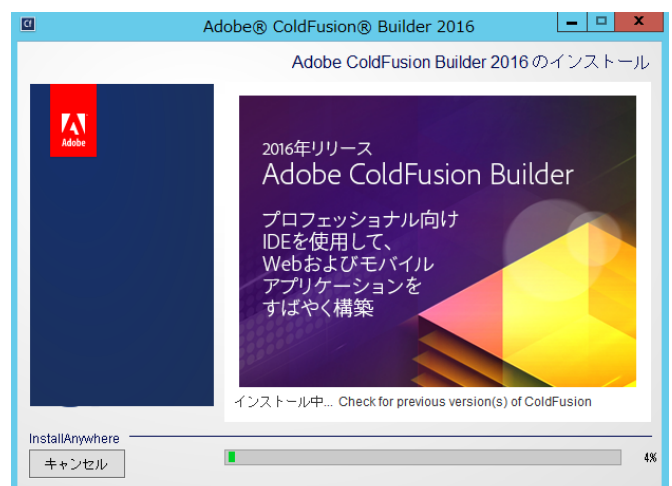 Cf
Adobe® ColdFusion® Builder 2016
Adobe ColdFusion Builder 2016 のインストール
Adobe
2016年リリース
Adobe ColdFusion Builder
プロフェッショナル向け
IDEを使用して、
Webおよびモバイル
アプリケーションを
すばやく構築
インストール中... Check for previous version(s) of ColdFusion
InstallAnywhere
キャンセル
4%